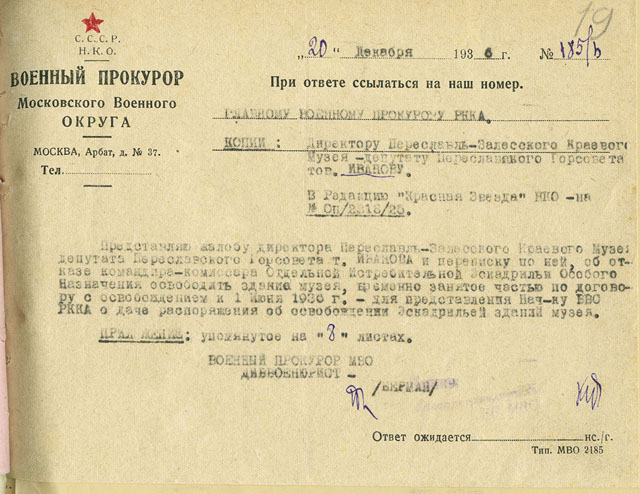 19
С.С.С.Р.
Н.К.О.
ВОЕННЫЙ ПРОКУРОР
Московского Военного
ОКРУГА
МОСКВА, Арбат, д. № 37.
Тел.
„20" Декабря 1936 г. № 185/Ь
При ответе ссылаться на наш номер.
ГЛАВНОМУ ВОЕННОМУ ПРОКУРОРУ РККА.
КОПИИ: Директору Переславль-Залесского Краевого
Музея -депутату Переславского Горсовета
тов. ИВАНОВУ.
В Редакцию "Красная Звезда" НКО -на
№ Оп/2318/25.
Представляю жалобу директора Переславль-Залесского Краевого Музея
депутата Переславского Горсовета т. ИВАНОВА и переписку по ней, об от-
казе командира-комиссара Отдельной Истребительной Эскадрильи Особого
Назначения освободить здание музея, временно занятое частью по догово-
ру с освобождением к 1 Июня 1936 г. - для представления Нач-ку ВВС
РККА о даче распоряжения об освобождении Эскадрильей зданий музея.
ПРИЛОЖЕНИЕ: упомянутое на "8" листах.
ВОЕННЫЙ ПРОКУРОР МВО
ДИВВОЕНЮРИСТ -
/БЕРМАН/
Ответ ожидается нс./г.
Тип. МВО 2185